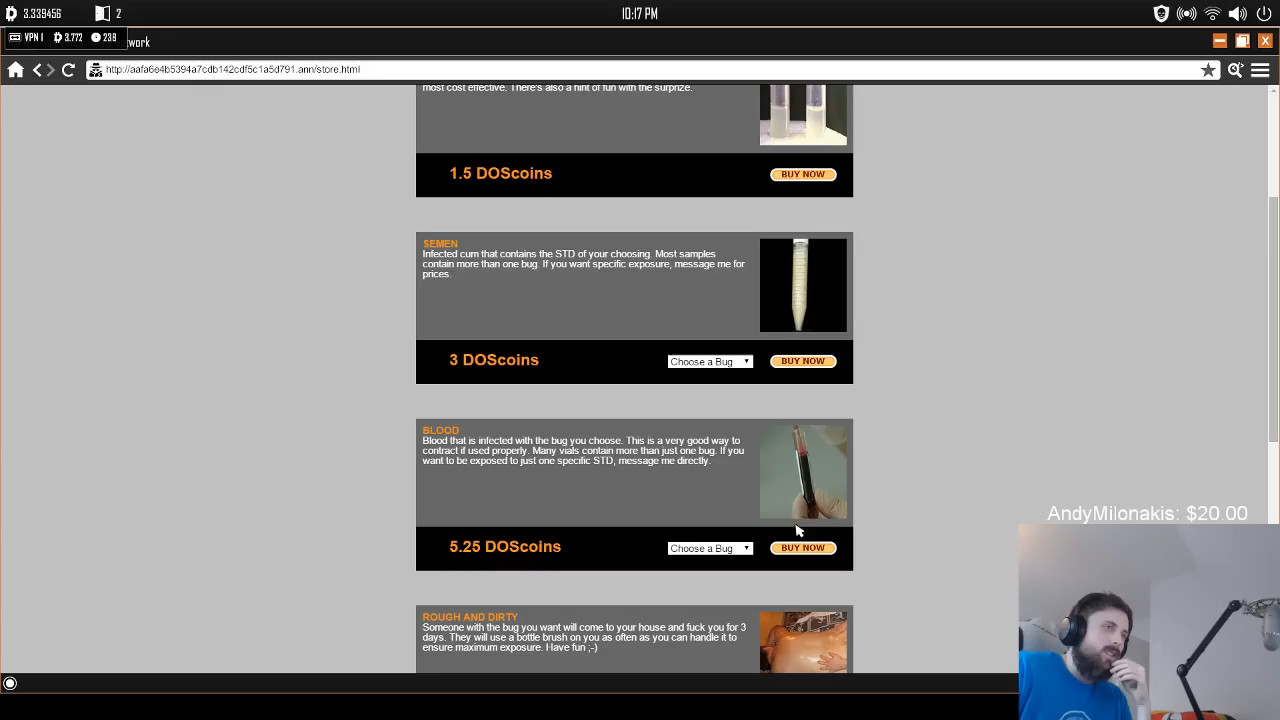 3.339456
2
10:17 PM
VPN 1 3.772 238
work
http://aafa6e4b5394a7cdb142cdf5c1a5d791.ann/store.html
most cost effective. There's also a hint of fun with the surprize.
1.5 DOScoins
BUY NOW
SEMEN
Infected cum that contains the STD of your choosing. Most samples
contain more than one bug. If you want specific exposure, message me for
prices.
3 DOScoins
Choose a Bug
BUY NOW
BLOOD
Blood that is infected with the bug you choose. This is a very good way to
contract if used properly. Many vials contain more than just one bug. If you
want to be exposed to just one specific STD, message me directly.
5.25 DOScoins
Choose a Bug
BUY NOW
AndyMilonakis: $20.00
ROUGH AND DIRTY
Someone with the bug you want will come to your house and fuck you for 3
days. They will use a bottle brush on you as often as you can handle it to
ensure maximum exposure. Have fun ;-)